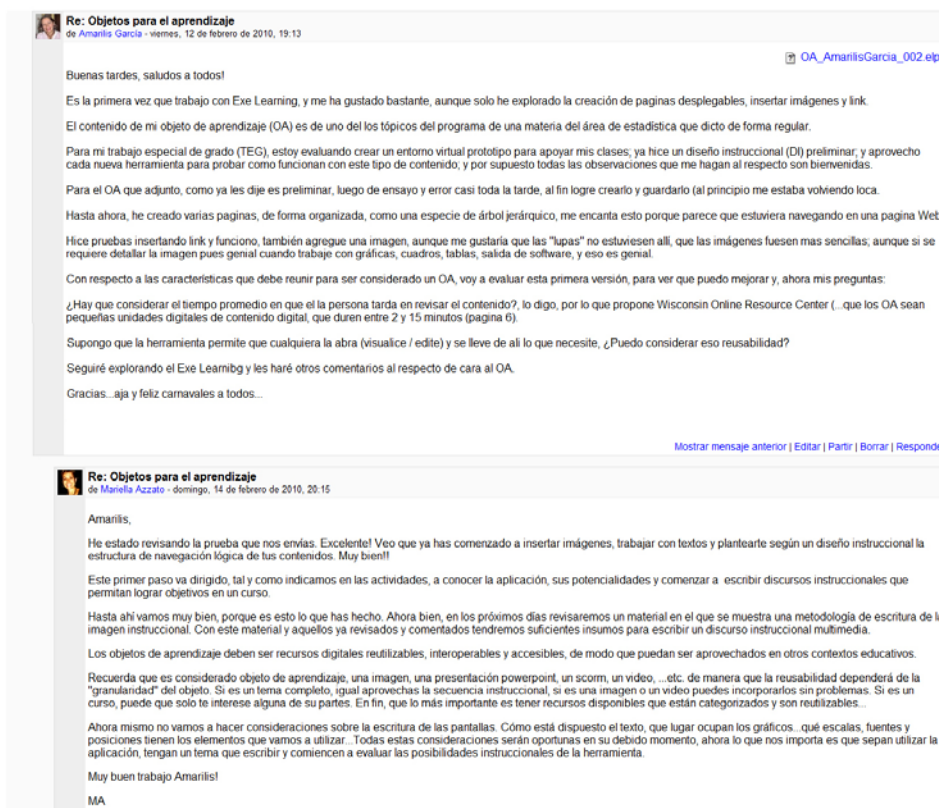 Re: Objetos para el aprendizaje
de Amarilis García - viernes, 12 de febrero de 2010, 19:13
OA_AmarilisGarcia_002.elp
Buenas tardes, saludos a todos!
Es la primera vez que trabajo con Exe Learning, y me ha gustado bastante, aunque solo he explorado la creación de paginas desplegables, insertar imágenes y link.
El contenido de mi objeto de aprendizaje (OA) es de uno del los tópicos del programa de una materia del área de estadística que dicto de forma regular.
Para mi trabajo especial de grado (TEG), estoy evaluando crear un entorno virtual prototipo para apoyar mis clases; ya hice un diseño instruccional (DI) preliminar; y aprovecho
cada nueva herramienta para probar como funcionan con este tipo de contenido; y por supuesto todas las observaciones que me hagan al respecto son bienvenidas.
Para el OA que adjunto, como ya les dije es preliminar, luego de ensayo y error casi toda la tarde, al fin logre crearlo y guardarlo (al principio me estaba volviendo loca.
Hasta ahora, he creado varias paginas, de forma organizada, como una especie de árbol jerárquico, me encanta esto porque parece que estuviera navegando en una pagina Web
Hice pruebas insertando link y funciono, también agregue una imagen, aunque me gustaría que las "lupas" no estuviesen allí, que las imágenes fuesen mas sencillas; aunque si se
requiere detallar la imagen pues genial cuando trabaje con gráficas, cuadros, tablas, salida de software, y eso es genial.
Con respecto a las características que debe reunir para ser considerado un OA, voy a evaluar esta primera versión, para ver que puedo mejorar y, ahora mis preguntas:
¿Hay que considerar el tiempo promedio en que el la persona tarda en revisar el contenido?, lo digo, por lo que propone Wisconsin Online Resource Center (...que los OA sean
pequeñas unidades digitales de contenido digital, que duren entre 2 y 15 minutos (pagina 6).
Supongo que la herramienta permite que cualquiera la abra (visualice / edite) y se lleve de ali lo que necesite, ¿Puedo considerar eso reusabilidad?
Seguiré explorando el Exe Learnibg y les haré otros comentarios al respecto de cara al OA.
Gracias...aja y feliz carnavales a todos...
Mostrar mensaje anterior | Editar | Partir | Borrar | Responde
Re: Objetos para el aprendizaje
de Mariella Azzato - domingo, 14 de febrero de 2010, 20:15
Amarilis,
He estado revisando la prueba que nos envías. Excelente! Veo que ya has comenzado a insertar imágenes, trabajar con textos y plantearte según un diseño instruccional la
estructura de navegación lógica de tus contenidos. Muy bien!!
Este primer paso va dirigido, tal y como indicamos en las actividades, a conocer la aplicación, sus potencialidades y comenzar a escribir discursos instruccionales que
permitan lograr objetivos en un curso.
Hasta ahí vamos muy bien, porque es esto lo que has hecho. Ahora bien, en los próximos días revisaremos un material en el que se muestra una metodología de escritura de la
imagen instruccional. Con este material y aquellos ya revisados y comentados tendremos suficientes insumos para escribir un discurso instruccional multimedia.
Los objetos de aprendizaje deben ser recursos digitales reutilizables, interoperables y accesibles, de modo que puedan ser aprovechados en otros contextos educativos.
Recuerda que es considerado objeto de aprendizaje, una imagen, una presentación powerpoint, un scorm, un video, ...etc. de manera que la reusabilidad dependerá de la
"granularidad" del objeto. Si es un tema completo, igual aprovechas la secuencia instruccional, si es una imagen o un video puedes incorporarlos sin problemas. Si es un
curso, puede que solo te interese alguna de su partes. En fin, que lo más importante es tener recursos disponibles que están categorizados y son reutilizables...
Ahora mismo no vamos a hacer consideraciones sobre la escritura de las pantallas. Cómo está dispuesto el texto, que lugar ocupan los gráficos...qué escalas, fuentes y
posiciones tienen los elementos que vamos a utilizar...Todas estas consideraciones serán oportunas en su debido momento, ahora lo que nos importa es que sepan utilizar la
aplicación, tengan un tema que escribir y comiencen a evaluar las posibilidades instruccionales de la herramienta.
Muy buen trabajo Amarilis!
MA